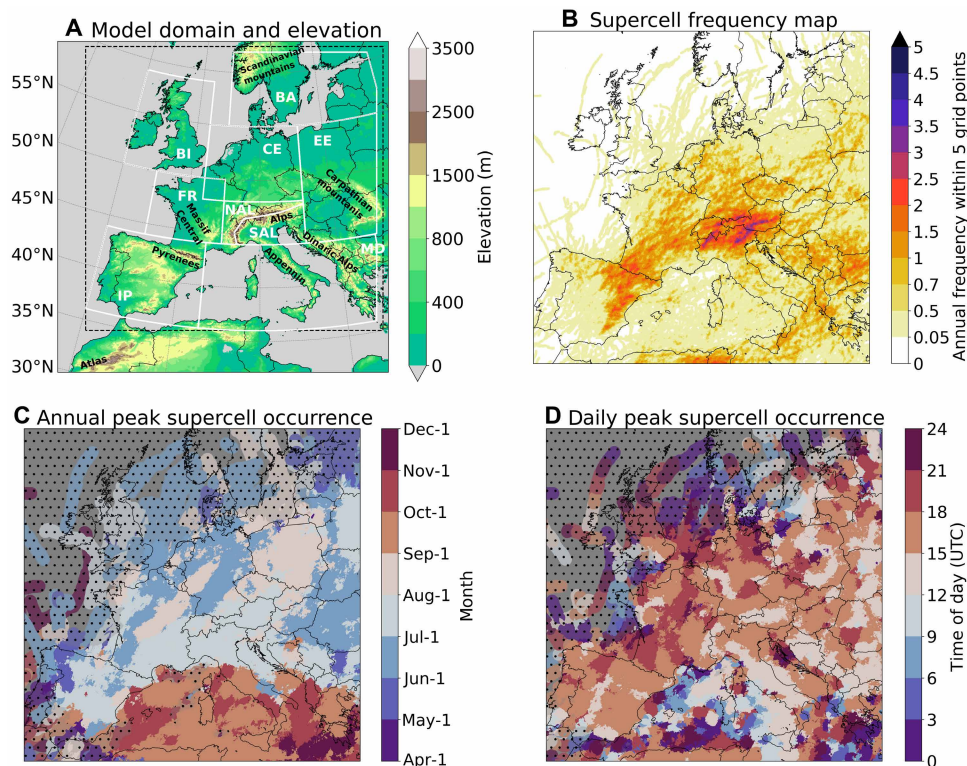 A Model domain and elevation
55°N
50°N
45°N
40°N
35°N
30°N
Scandinavian
mountains
BA
BI
CE
EE
FR
Massif
Central
NAL
Alps
SAL
Carpathian
mountanis
Dinaric Alps
MD
Pyrenees
Appennin
IP
Atlas
3500
2500
1500
800
400
0
Elevation (m)
B Supercell frequency map
5
4.5
4
3.5
3
2.5
2
1.5
1
0.7
0.5
0.05
0
Annual frequency within 5 grid points
C Annual peak supercell occurrence
Dec-1
Nov-1
Oct-1
Sep-1
Aug-1
Jul-1
Jun-1
May-1
Apr-1
Month
D Daily peak supercell occurrence
24
21
18
15
12
9
6
3
0
Time of day (UTC)